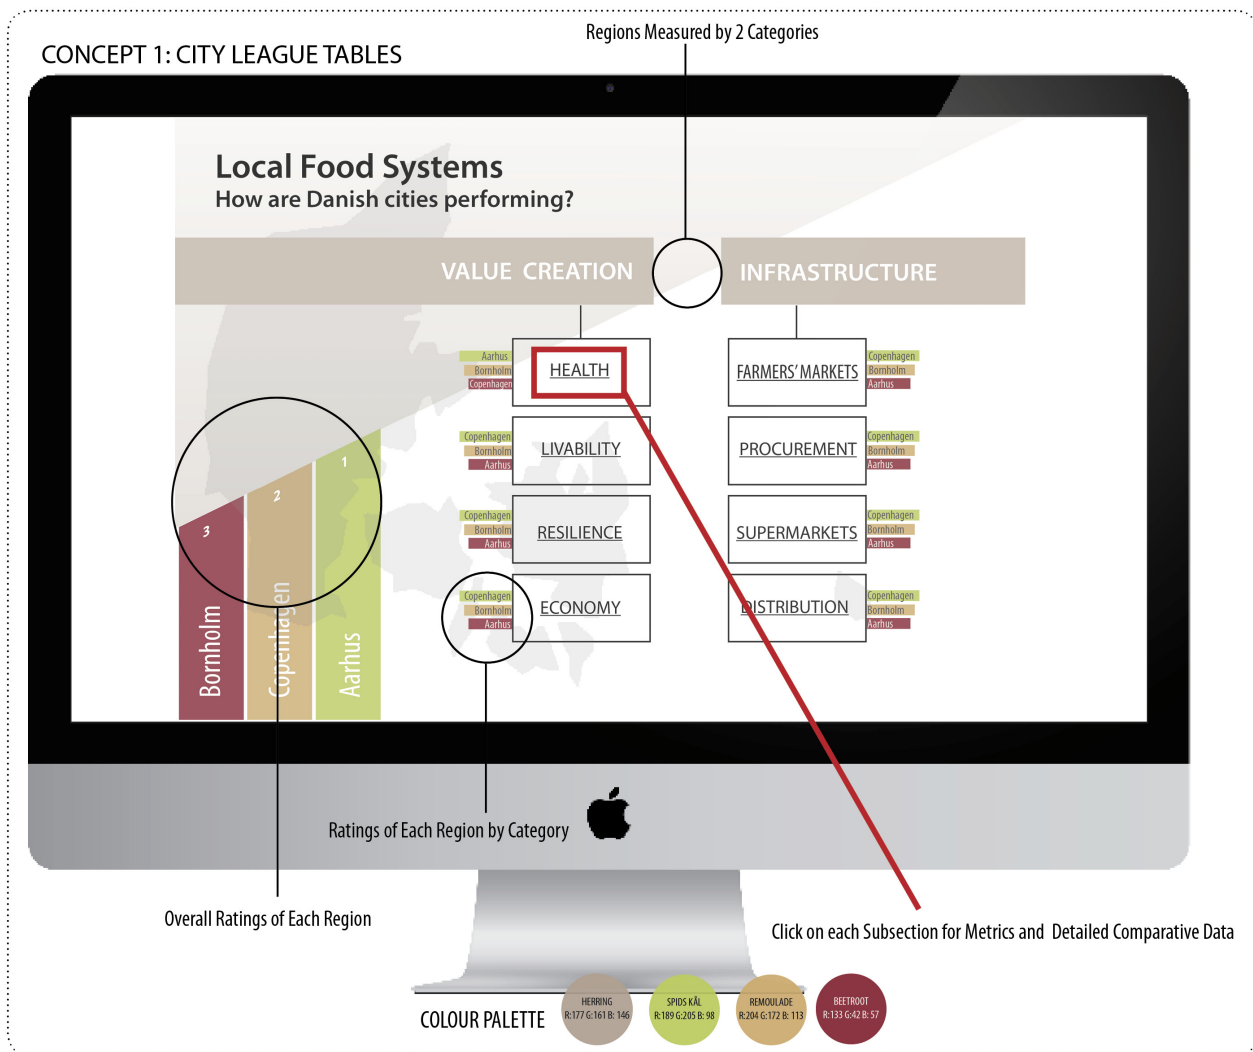 Regions Measured by 2 Categories
CONCEPT 1: CITY LEAGUE TABLES
Local Food Systems
How are Danish cities performing?
VALUE CREATION
INFRASTRUCTURE
Aarhus
Bornholm
Copenhagen
HEALTH
FARMERS' MARKETS
Copenhagen
Bornholm
Aarhus
Copenhagen
Bornholm
Aarhus
LIVABILITY
PROCUREMENT
Copenhagen
Bornholm
Aarhus
Copenhagen
Bornholm
Aarhus
RESILIENCE
SUPERMARKETS
Copenhagen
Bornholm
Aarhus
Copenhagen
Bornholm
Aarhus
ECONOMY
DISTRIBUTION
Copenhagen
Bornholm
Aarhus
3
2
1
Bornholm
Copenhagen
Aarhus
Ratings of Each Region by Category
Overall Ratings of Each Region
Click on each Subsection for Metrics and Detailed Comparative Data
COLOUR PALETTE
HERRING
R:177 G:161 B: 146
SPIDS KÅL
R:189 G:205 B: 98
REMOULADE
R:204 G:172 B: 113
BEETROOT
R:133 G:42 B: 57